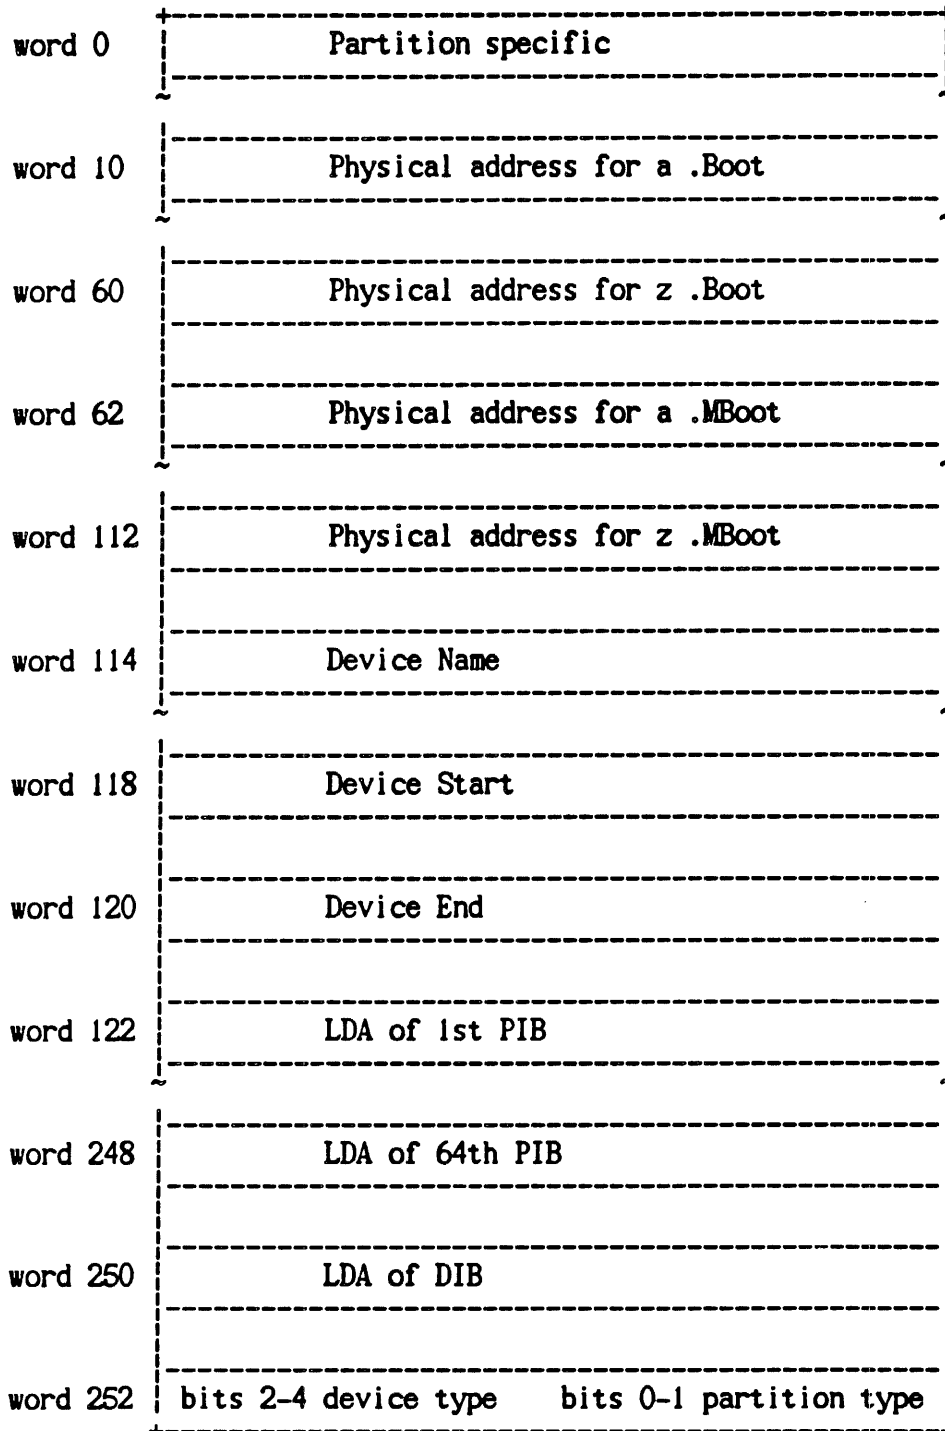 word 0 Partition specific
word 10 Physical address for a .Boot
word 60 Physical address for z .Boot
word 62 Physical address for a .MBoot
word 112 Physical address for z .MBoot
word 114 Device Name
word 118 Device Start
word 120 Device End
word 122 LDA of 1st PIB
word 248 LDA of 64th PIB
word 250 LDA of DIB
word 252 bits 2-4 device type bits 0-1 partition type